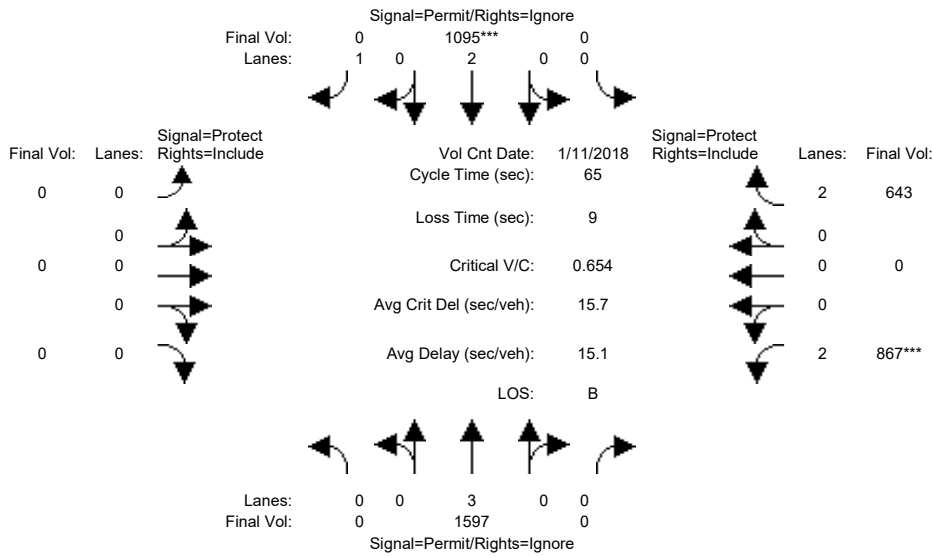 Signal=Permit/Rights=Ignore
Final Vol: 0 1095*** 0
Lanes: 1 0 2 0 0
Signal=Protect Signal=Protect
Final Vol: Lanes: Rights=Include Vol Cnt Date: 1/11/2018 Rights=Include Lanes: Final Vol:
Cycle Time (sec): 65
0 0 2 643
Loss Time (sec): 9
0 0
0 0 Critical V/C: 0.654 0 0
0 Avg Crit Del (sec/veh): 15.7 0
0 0 Avg Delay (sec/veh): 15.1 2 867***
LOS: B
Lanes: 0 0 3 0 0
Final Vol: 0 1597 0
Signal=Permit/Rights=Ignore